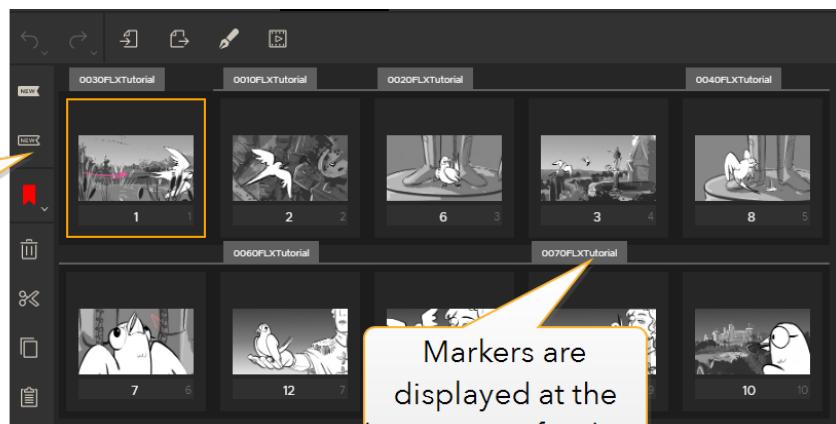 0030FLXTutorial 0010FLXTutorial 0020FLXTutorial 0040FLXTutorial
NEW
NEW
1 1 2 2 6 3 3 4 8 5
0060FLXTutorial 0070FLXTutorial
7 6 12 7 9 10 10
Markers are
displayed at the